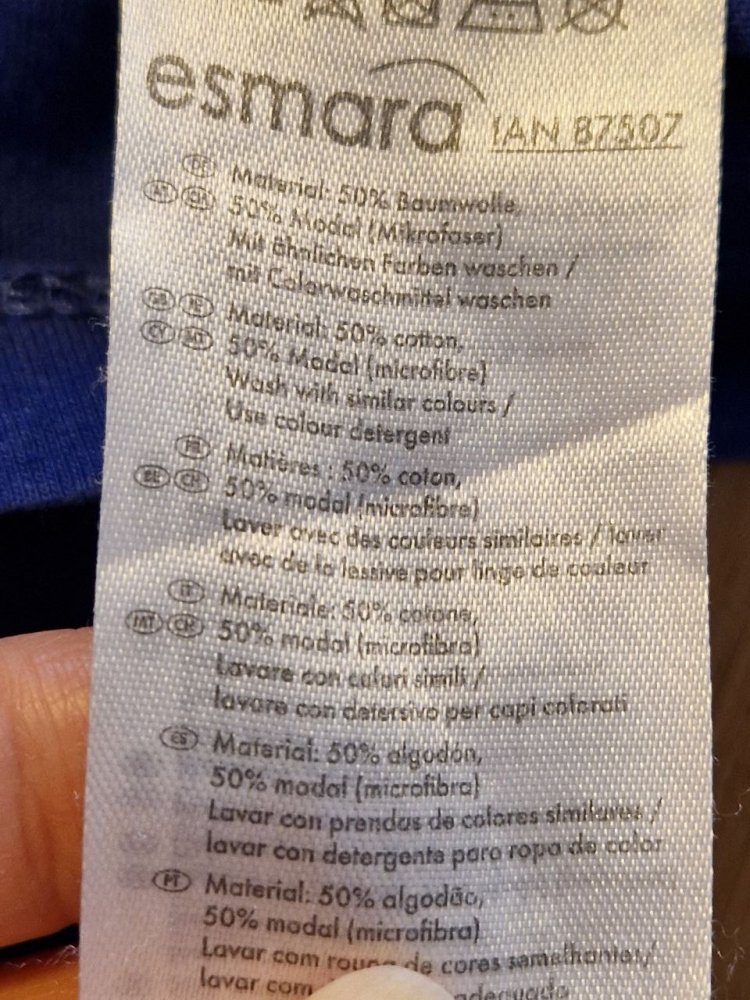 esmara IAN 87507
DE Material: 50% Baumwolle,
AT CH 50% Modal (Mikrofaser)
Mit ähnlichen Farben waschen /
mit Colorwaschmittel waschen
GB IE Material: 50% cotton,
CY MT 50% Modal (microfibre)
Wash with similar colours /
Use colour detergent
FR Matières : 50% coton,
BE CH 50% modal (microfibre)
Laver avec des couleurs similaires / laver
avec de la lessive pour linge de couleur
IT Materiale: 50% cotone,
MT CH 50% modal (microfibra)
Lavare con colori simili /
lavare con detersivo per capi colorati
ES Material: 50% algodón,
50% modal (microfibra)
Lavar con prendas de colores similares /
lavar con detergente para ropa de color
PT Material: 50% algodão,
50% modal (microfibra)
Lavar com roupa de cores semelhantes/
lavar com adequado